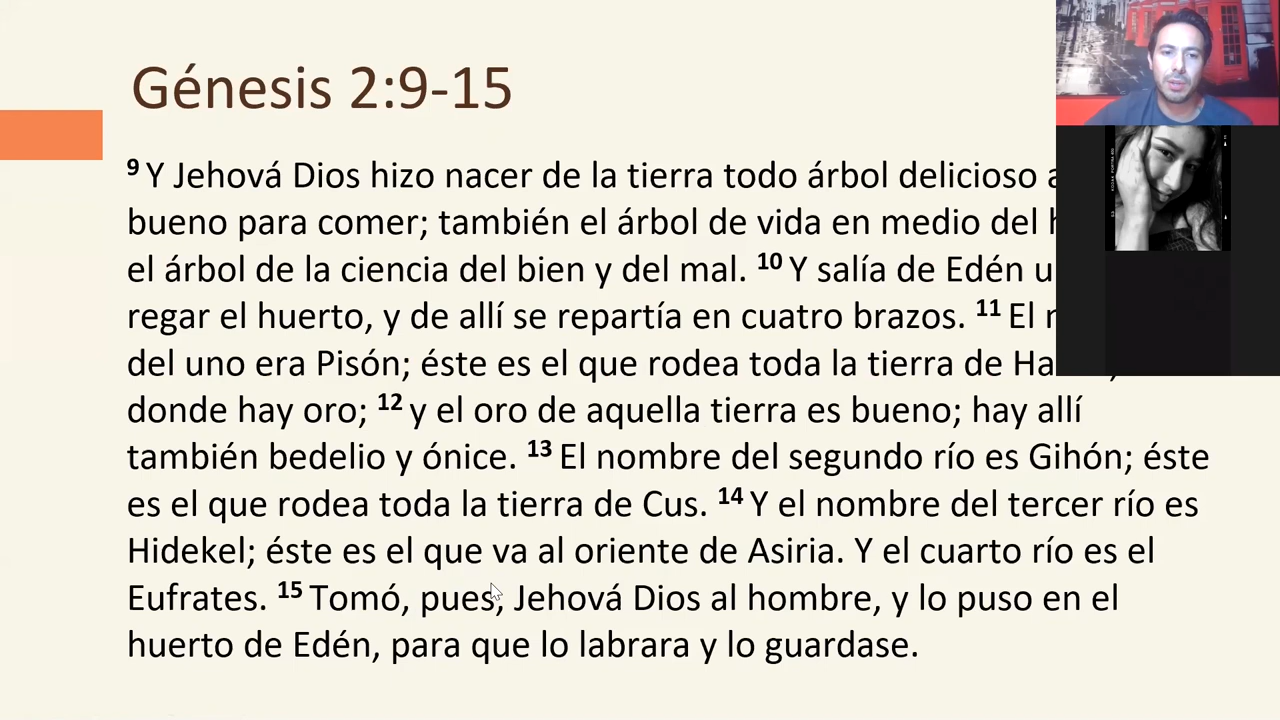 Génesis 2:9-15
9 Y Jehová Dios hizo nacer de la tierra todo árbol delicioso
bueno para comer; también el árbol de vida en medio del
el árbol de la ciencia del bien y del mal. 10 Y salía de Edén
regar el huerto, y de allí se repartía en cuatro brazos. 11 El
del uno era Pisón; éste es el que rodea toda la tierra de
donde hay oro; 12 y el oro de aquella tierra es bueno; hay allí
también bedelio y ónice. 13 El nombre del segundo río es Gihón; éste
es el que rodea toda la tierra de Cus. 14 Y el nombre del tercer río es
Hidekel; éste es el que va al oriente de Asiria. Y el cuarto río es el
Eufrates. 15 Tomó, pues, Jehová Dios al hombre, y lo puso en el
huerto de Edén, para que lo labrara y lo guardase.